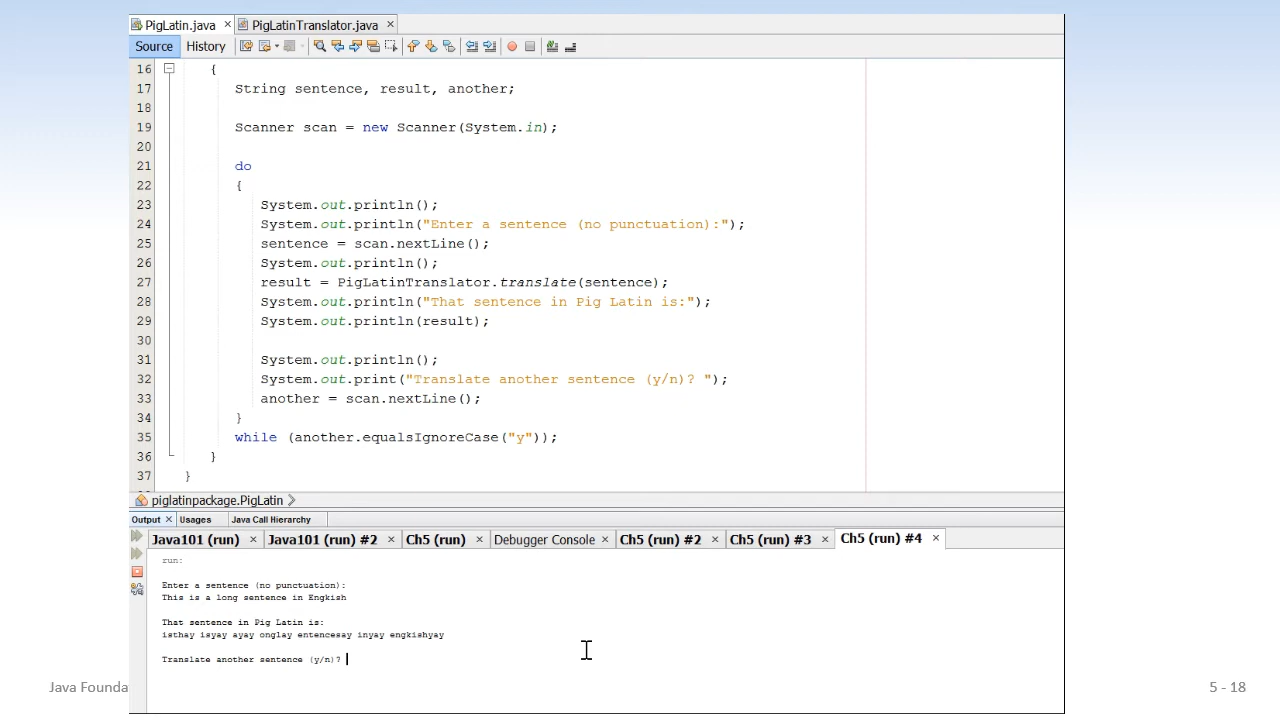 PigLatin.java × PigLatinTranslator.java ×
Source History
16 {
17 String sentence, result, another;
18
19 Scanner scan = new Scanner(System.in);
20
21 do
22 {
23 System.out.println();
24 System.out.println("Enter a sentence (no punctuation):");
25 sentence = scan.nextLine();
26 System.out.println();
27 result = PigLatinTranslator.translate(sentence);
28 System.out.println("That sentence in Pig Latin is:");
29 System.out.println(result);
30
31 System.out.println();
32 System.out.print("Translate another sentence (y/n)? ");
33 another = scan.nextLine();
34 }
35 while (another.equalsIgnoreCase("y"));
36 }
37 }
piglatinpackage.PigLatin
Output × Usages Java Call Hierarchy
Java101 (run) × Java101 (run) #2 × Ch5 (run) × Debugger Console × Ch5 (run) #2 × Ch5 (run) #3 × Ch5 (run) #4 ×
run:
Enter a sentence (no punctuation):
This is a long sentence in Engkish
That sentence in Pig Latin is:
isthay isyay ayay onglay entencesay inyay engkishyay
Translate another sentence (y/n)?
Java Founda 5 - 18